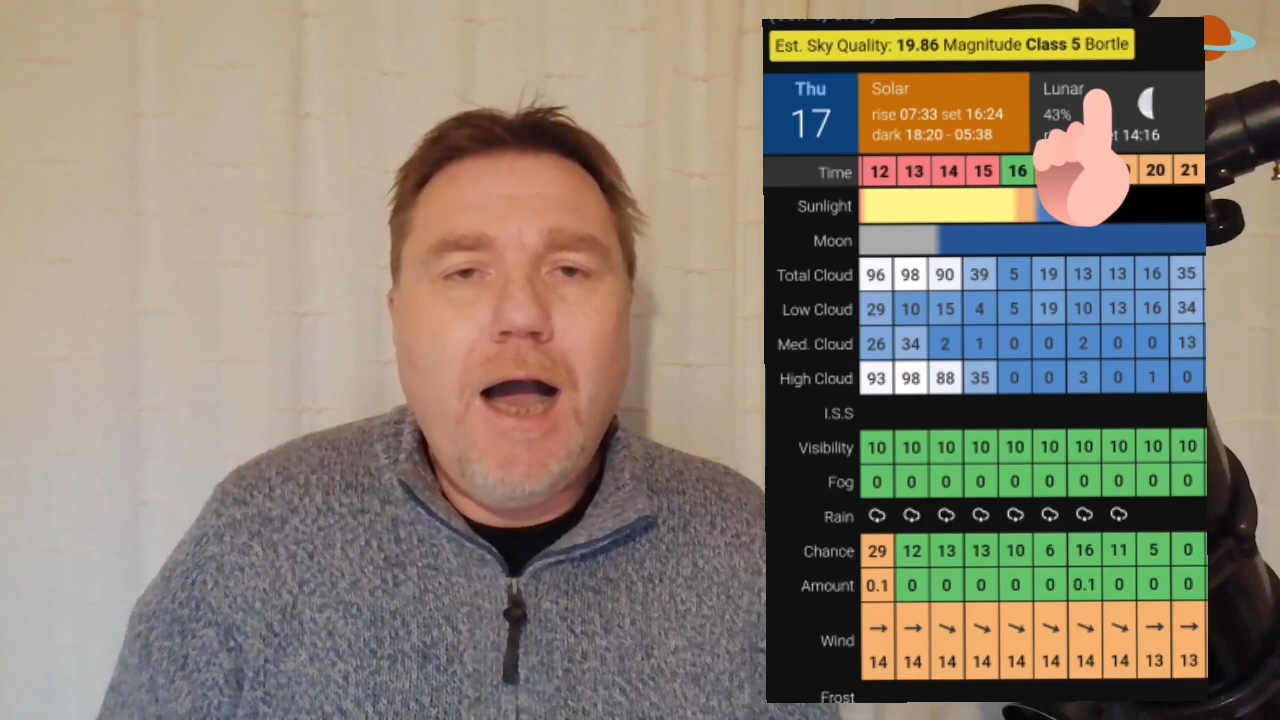 Est. Sky Quality: 19.86 Magnitude Class 5 Bortle
Thu
17
Solar
rise 07:33 set 16:24
dark 18:20 - 05:38
Lunar
43%
14:16
Time 12 13 14 15 16 20 21
Sunlight
Moon
Total Cloud 96 98 90 39 5 19 13 13 16 35
Low Cloud 29 10 15 4 5 19 10 13 16 34
Med. Cloud 26 34 2 1 0 0 2 0 0 13
High Cloud 93 98 88 35 0 0 3 0 1 0
I.S.S
Visibility 10 10 10 10 10 10 10 10 10 10
Fog 0 0 0 0 0 0 0 0 0 0
Rain
Chance 29 12 13 13 10 6 16 11 5 0
Amount 0.1 0 0 0 0 0 0.1 0 0 0
Wind
14 14 14 14 14 14 14 14 13 13
Frost